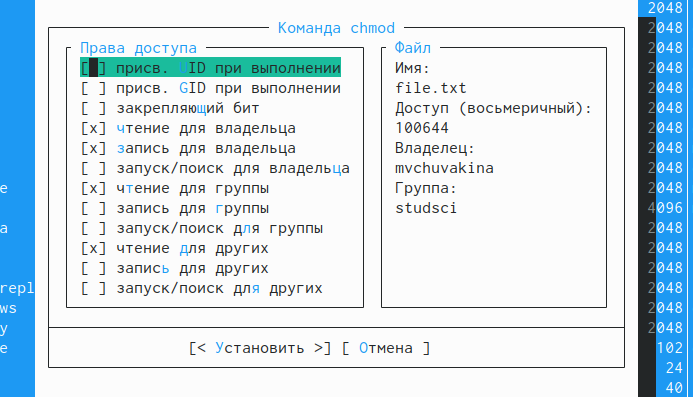 2048
Команда chmod
2048
Права доступа
Файл
2048
[ ] присв. UID при выполнении
Имя:
2048
[ ] присв. GID при выполнении
file.txt
2048
[ ] закрепляющий бит
Доступ (восьмеричный):
2048
[x] чтение для владельца
100644
2048
[x] запись для владельца
Владелец:
2048
[ ] запуск/поиск для владельца
mvchuvakina
2048
e
[x] чтение для группы
Группа:
2048
[ ] запись для группы
studsci
4096
a
[ ] запуск/поиск для группы
2048
[x] чтение для других
2048
[ ] запись для других
2048
repl
[ ] запуск/поиск для других
2048
ws
2048
y
2048
e
[< Установить >] [ Отмена ]
102
24
40